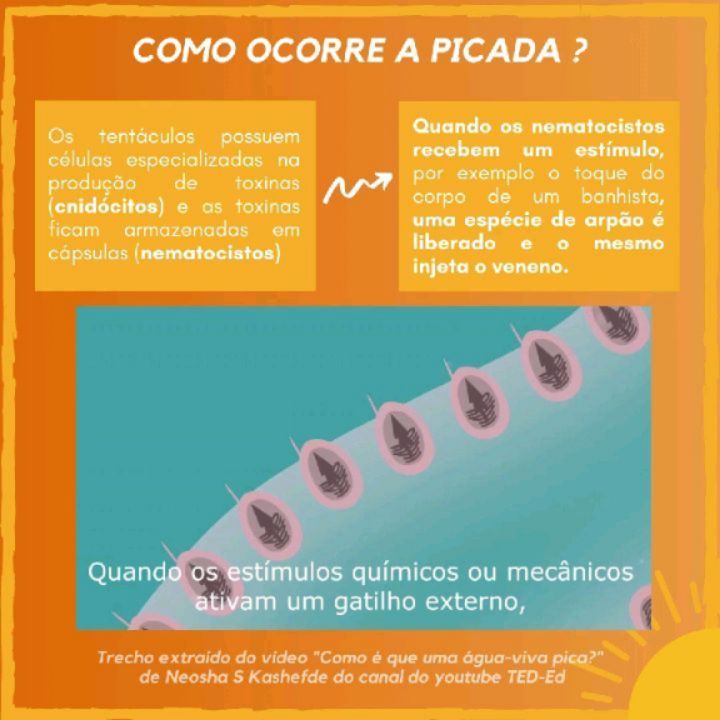 COMO OCORRE A PICADA ?
Os tentáculos possuem
células especializadas na
produção de toxinas
(cnidócitos) e as toxinas
ficam armazenadas em
cápsulas (nematocistos)
Quando os nematocistos
recebem um estímulo,
por exemplo o toque do
corpo de um banhista,
uma espécie de arpão é
liberado e o mesmo
injeta o veneno.
Quando os estímulos químicos ou mecânicos
ativam um gatilho externo,
Trecho extraído do vídeo "Como é que uma água-viva pica?"
de Neosha S Kashefde do canal do youtube TED-Ed